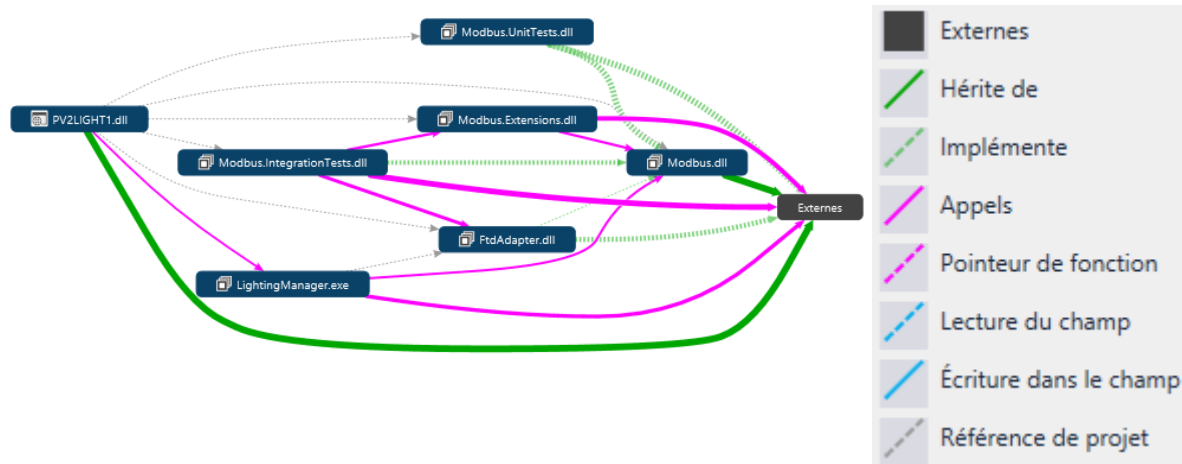 Modbus.UnitTests.dll
PV2LIGHT1.dll
Modbus.Extensions.dll
Modbus.IntegrationTests.dll
Modbus.dll
Externes
FtdAdapter.dll
LightingManager.exe
Externes
Hérite de
Implémente
Appels
Pointeur de fonction
Lecture du champ
Écriture dans le champ
Référence de projet